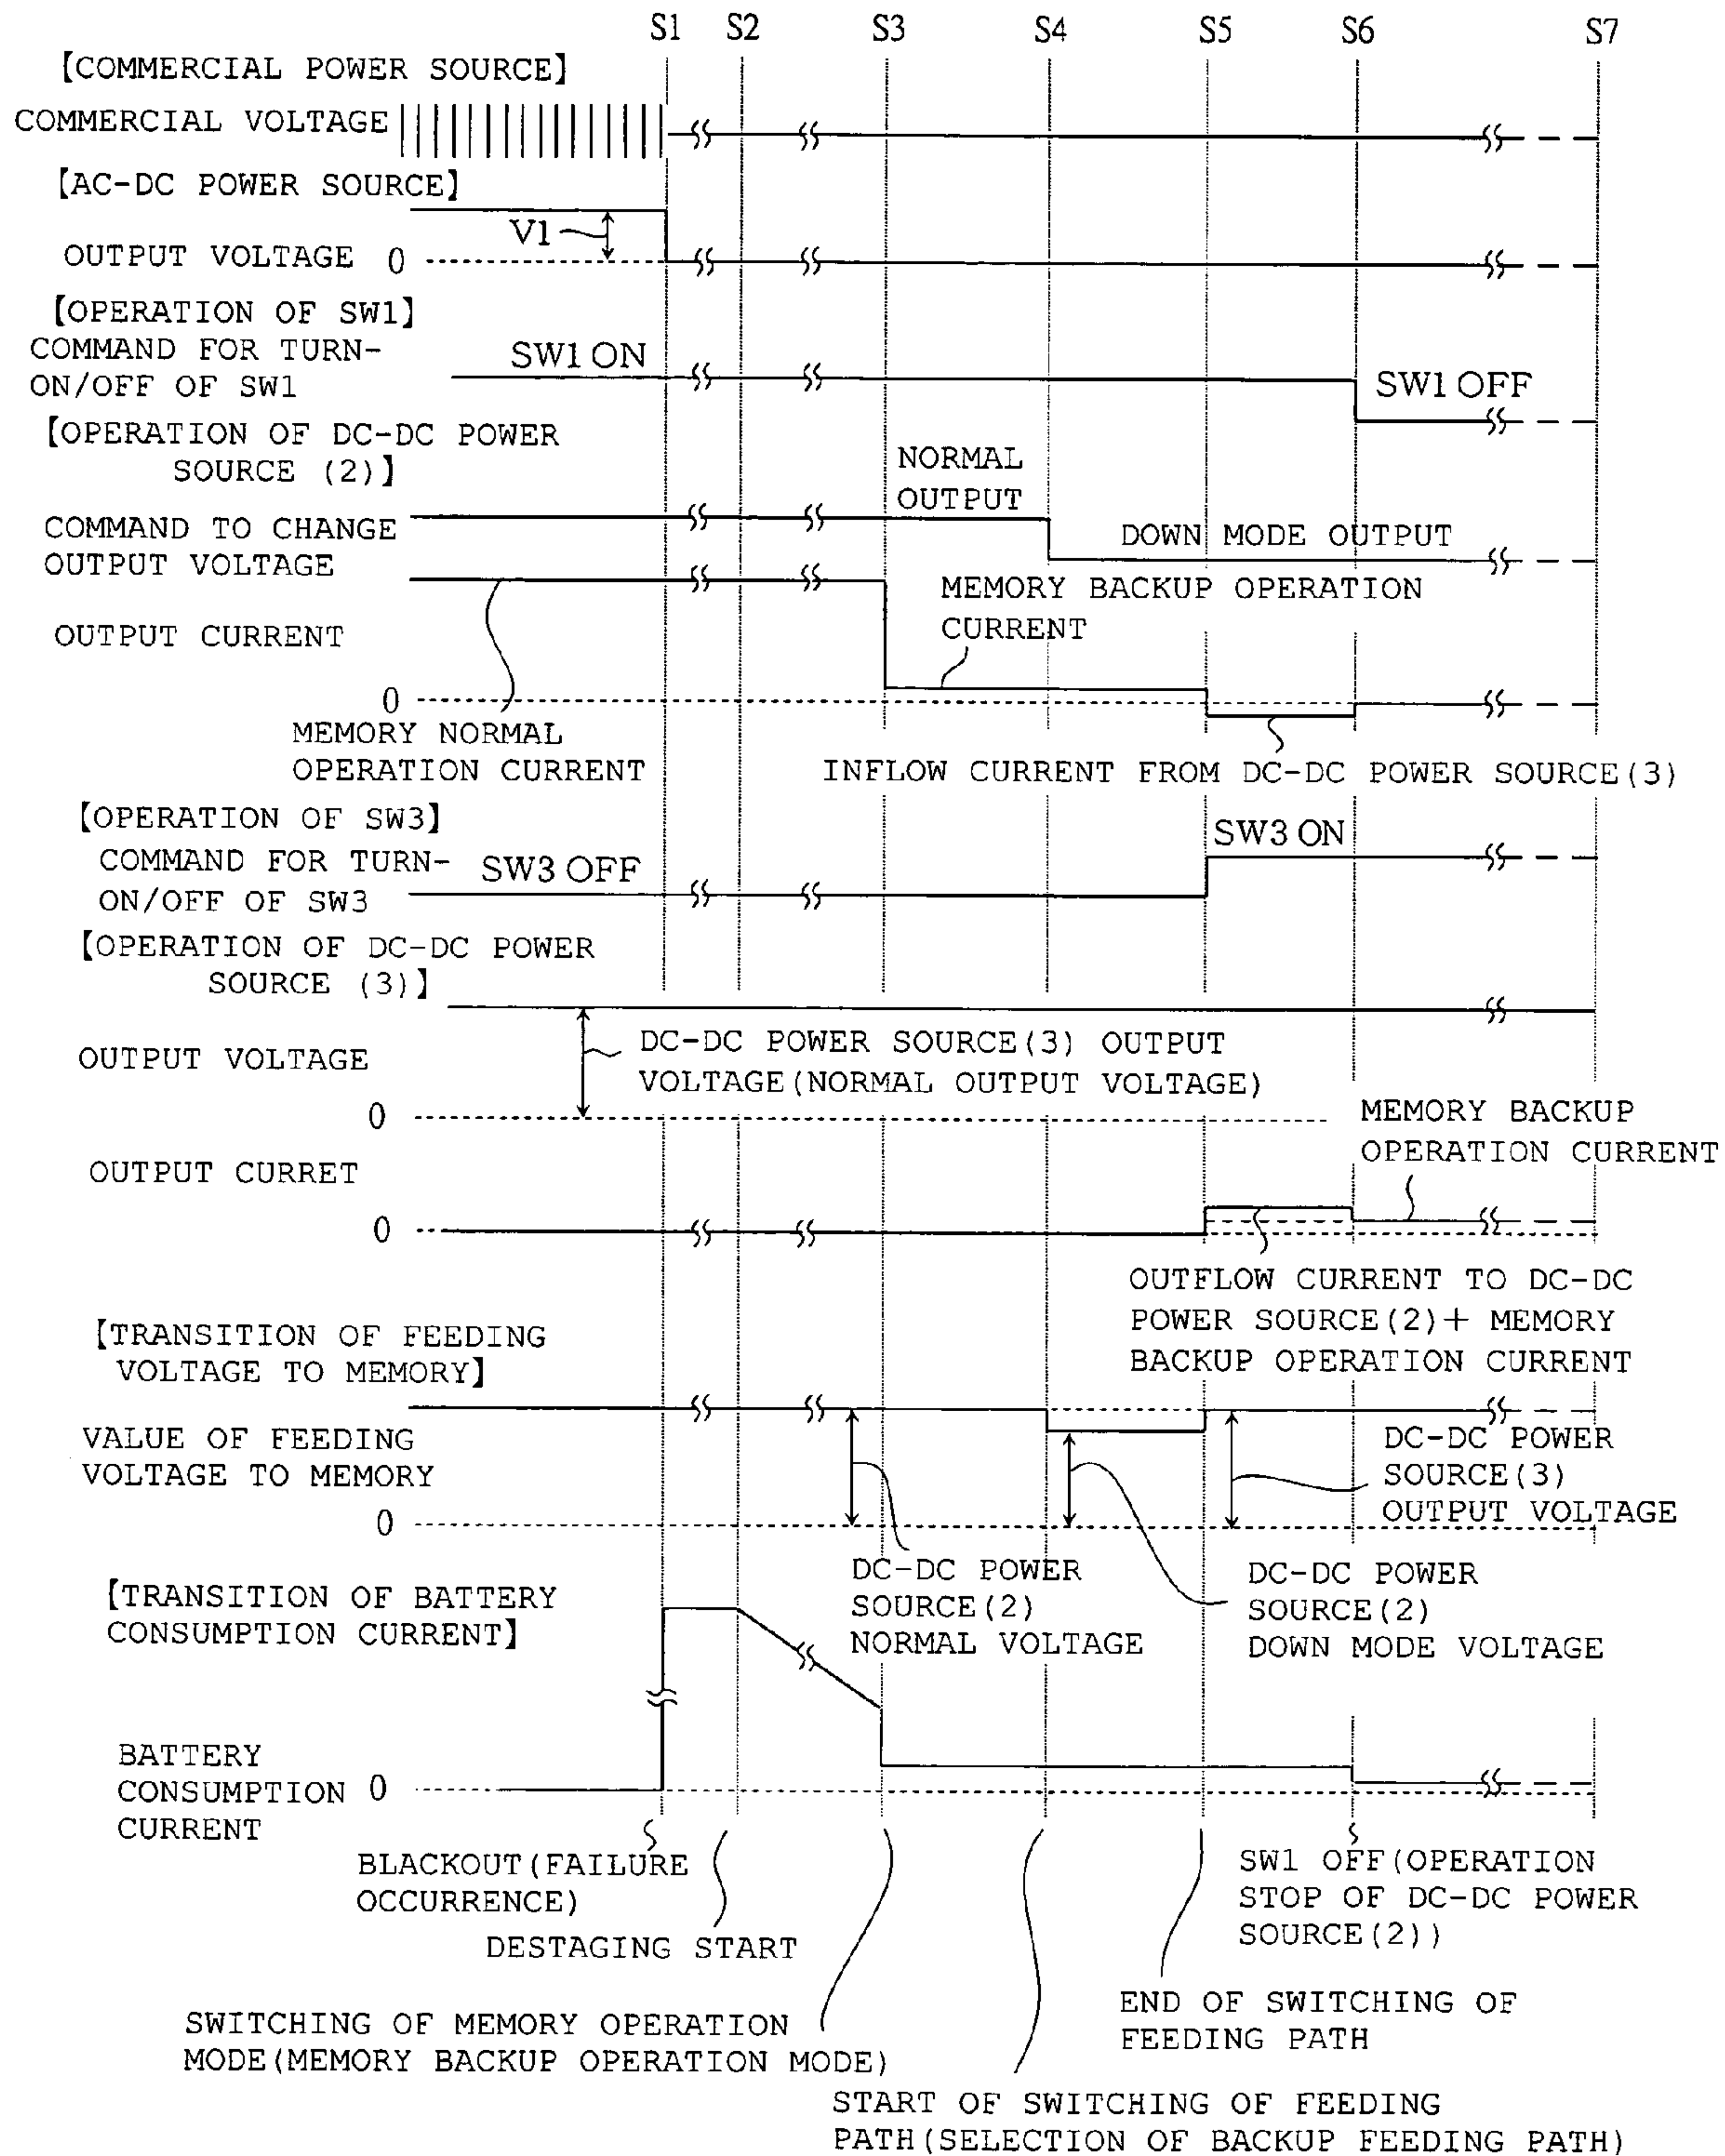 S1 S2 S3 S4 S5 S6 S7
【COMMERCIAL POWER SOURCE】
COMMERCIAL VOLTAGE
【AC-DC POWER SOURCE】
V1
OUTPUT VOLTAGE 0
【OPERATION OF SW1】
COMMAND FOR TURN-
ON/OFF OF SW1
SW1 ON
SW1 OFF
【OPERATION OF DC-DC POWER
SOURCE (2)】
NORMAL
OUTPUT
COMMAND TO CHANGE
OUTPUT VOLTAGE
DOWN MODE OUTPUT
MEMORY BACKUP OPERATION
CURRENT
OUTPUT CURRENT
0
MEMORY NORMAL
OPERATION CURRENT
INFLOW CURRENT FROM DC-DC POWER SOURCE(3)
【OPERATION OF SW3】
COMMAND FOR TURN-
ON/OFF OF SW3
SW3 OFF
SW3 ON
【OPERATION OF DC-DC POWER
SOURCE (3)】
OUTPUT VOLTAGE
DC-DC POWER SOURCE(3) OUTPUT
VOLTAGE(NORMAL OUTPUT VOLTAGE)
0
MEMORY BACKUP
OPERATION CURRENT
OUTPUT CURRET
0
OUTFLOW CURRENT TO DC-DC
POWER SOURCE(2)+ MEMORY
BACKUP OPERATION CURRENT
【TRANSITION OF FEEDING
VOLTAGE TO MEMORY】
VALUE OF FEEDING
VOLTAGE TO MEMORY
0
DC-DC POWER
SOURCE(3)
OUTPUT VOLTAGE
DC-DC POWER
SOURCE(2)
NORMAL VOLTAGE
DC-DC POWER
SOURCE(2)
DOWN MODE VOLTAGE
【TRANSITION OF BATTERY
CONSUMPTION CURRENT】
BATTERY
CONSUMPTION 0
CURRENT
BLACKOUT(FAILURE
OCCURRENCE)
DESTAGING START
SWITCHING OF MEMORY OPERATION
MODE(MEMORY BACKUP OPERATION MODE)
START OF SWITCHING OF FEEDING
PATH(SELECTION OF BACKUP FEEDING PATH)
END OF SWITCHING OF
FEEDING PATH
SW1 OFF(OPERATION
STOP OF DC-DC POWER
SOURCE(2))